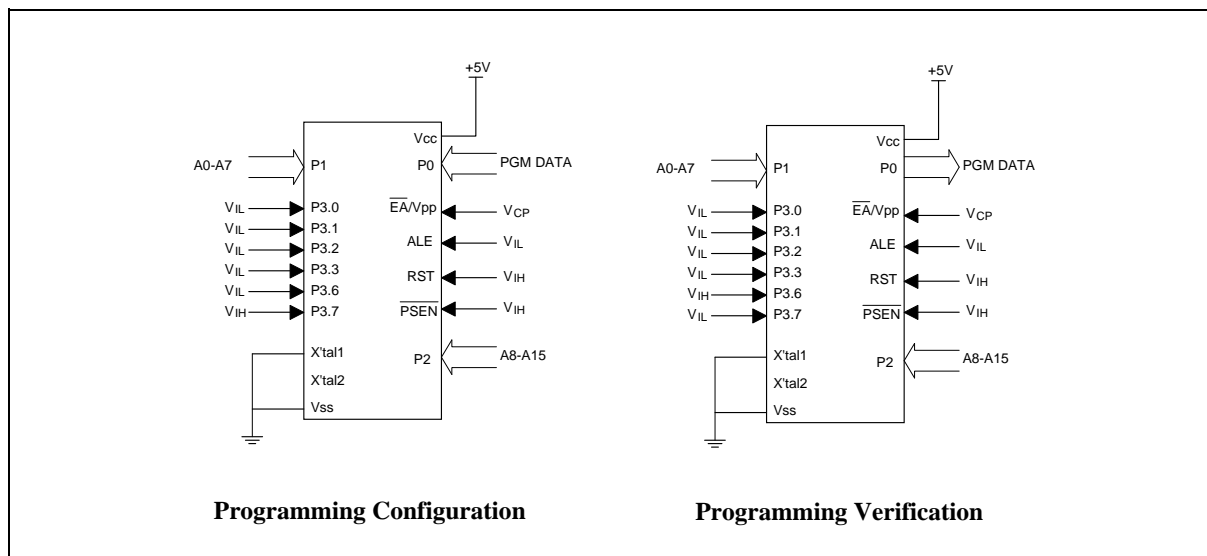 +5V
Vcc
A0-A7
P1
P0
PGM DATA
VIL
P3.0
EA/Vpp
VCP
VIL
P3.1
VIL
P3.2
ALE
VIL
VIL
P3.3
RST
VIH
VIL
P3.6
VIH
P3.7
PSEN
VIH
X'tal1
P2
A8-A15
X'tal2
Vss
Programming Configuration
+5V
Vcc
A0-A7
P1
P0
PGM DATA
VIL
P3.0
EA/Vpp
VCP
VIL
P3.1
VIL
P3.2
ALE
VIL
VIL
P3.3
RST
VIH
VIH
P3.6
VIL
P3.7
PSEN
VIH
X'tal1
P2
A8-A15
X'tal2
Vss
Programming Verification